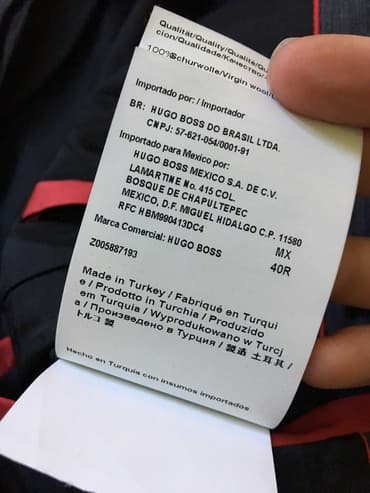 Qualität/Quality/Qualité/
cion/Qualidade/Качество/
100%Schurwolle/Virgin wool/
Importado por: / Importador
BR: HUGO BOSS DO BRASIL LTDA.
CNPJ: 57-621-054/0001-91
Importado para Mexico por:
HUGO BOSS MEXICO S.A. DE C.V.
LAMARTINE No. 415 COL.
BOSQUE DE CHAPULTEPEC
MEXICO, D.F. MIGUEL HIDALGO C.P. 11580
RFC HBM990413DC4 MX
Marca Comercial: HUGO BOSS 40R
Z005887193
Made in Turkey / Fabriqué en Turqui
e / Prodotto in Turchia / Produzido
em Turquia / Wyprodukowano w Turcj
a / Произведено в Турция / 製造 土耳其 /
トルコ 製
Hecho en Turquia con insumos importados